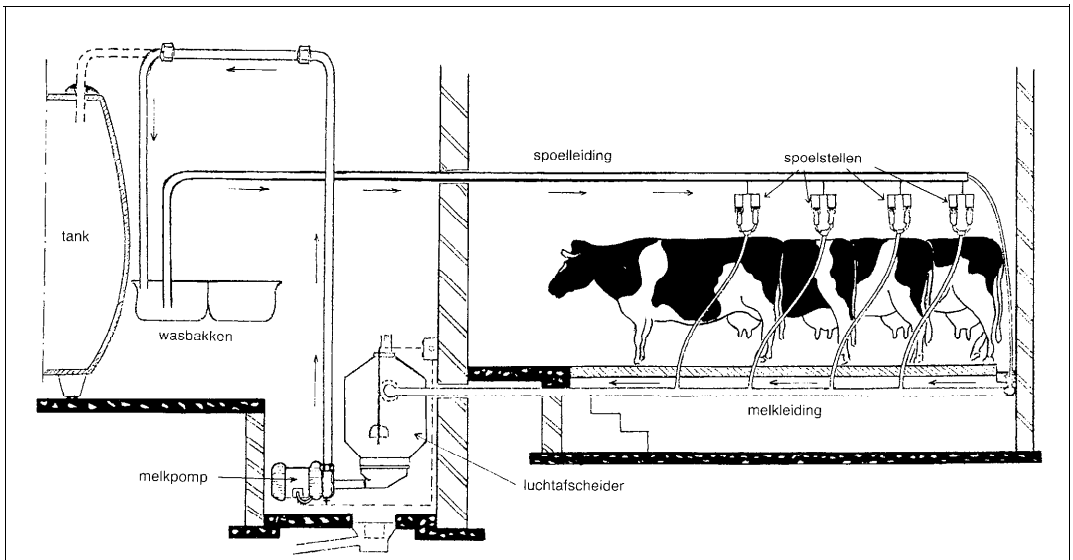 spoelleiding
spoelstellen
tank
wasbakken
melkleiding
melkpomp
luchtafscheider